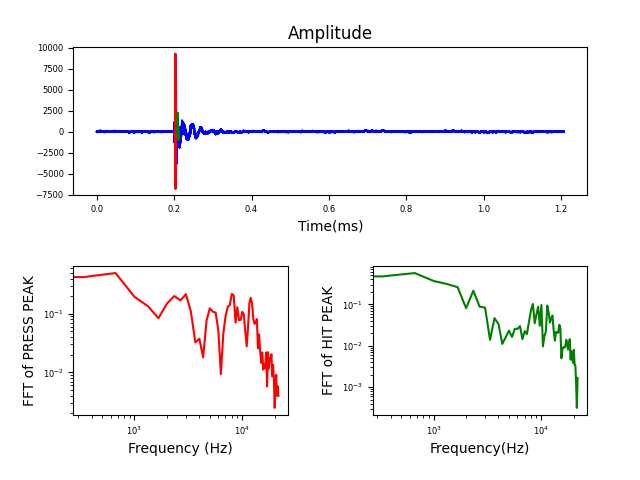 Amplitude
10000
7500
5000
2500
0
−2500
−5000
−7500
0.0 0.2 0.4 0.6 0.8 1.0 1.2
Time(ms)
FFT of PRESS PEAK
10⁻¹
10⁻²
10³ 10⁴
Frequency (Hz)
FFT of HIT PEAK
10⁻¹
10⁻²
10⁻³
10³ 10⁴
Frequency(Hz)